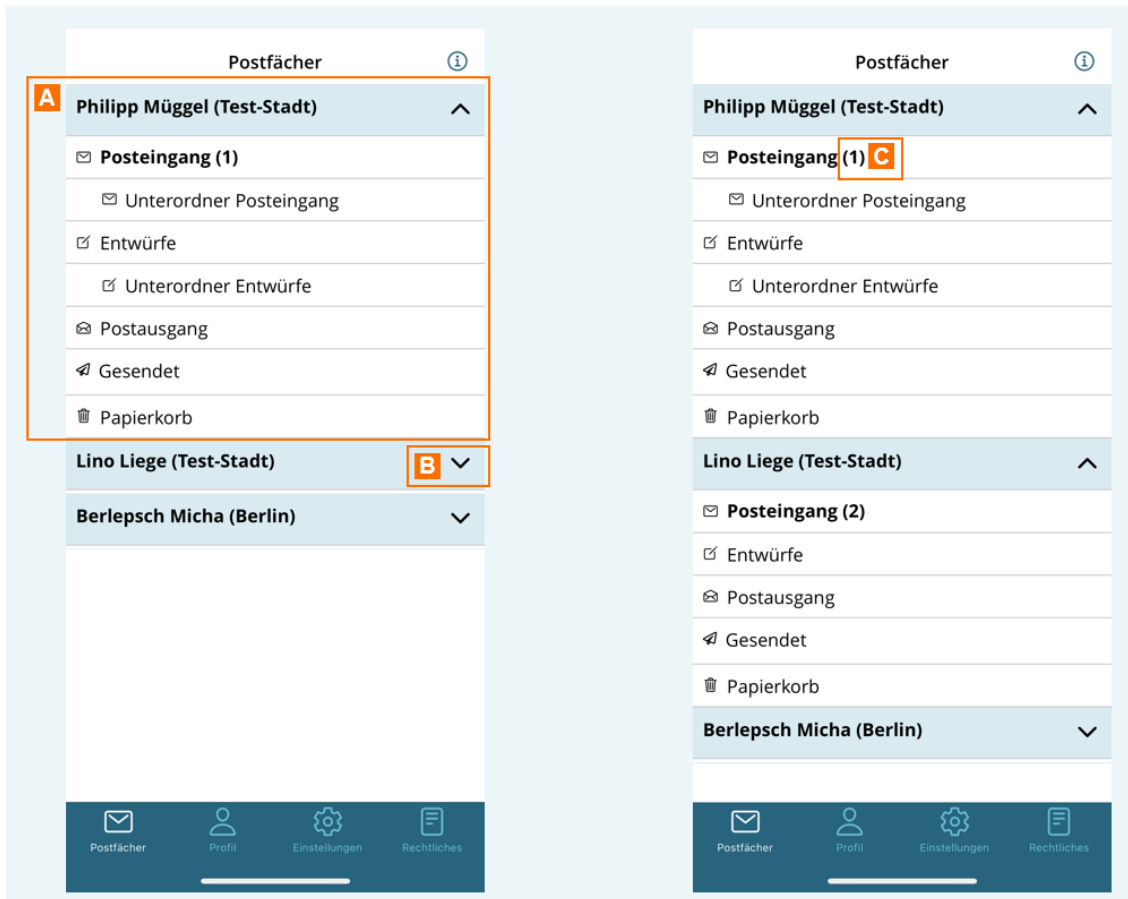 Postfächer
A
Philipp Müggel (Test-Stadt)
Posteingang (1)
Unterordner Posteingang
Entwürfe
Unterordner Entwürfe
Postausgang
Gesendet
Papierkorb
Lino Liege (Test-Stadt)
B
Berlepsch Micha (Berlin)
Postfächer Profil Einstellungen Rechtliches
Postfächer
Philipp Müggel (Test-Stadt)
Posteingang (1) C
Unterordner Posteingang
Entwürfe
Unterordner Entwürfe
Postausgang
Gesendet
Papierkorb
Lino Liege (Test-Stadt)
Posteingang (2)
Entwürfe
Postausgang
Gesendet
Papierkorb
Berlepsch Micha (Berlin)
Postfächer Profil Einstellungen Rechtliches